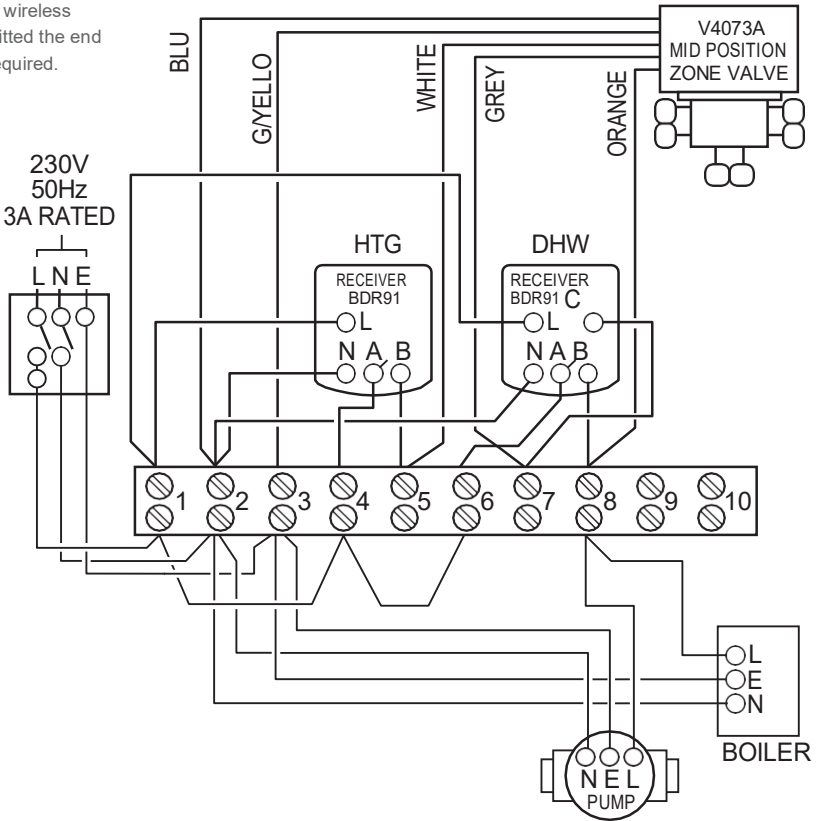 wireless
itted the end
equired.
BLU
G/YELLO
WHITE
GREY
ORANGE
V4073A
MID POSITION
ZONE VALVE
230V
50Hz
3A RATED
L N E
HTG
RECEIVER
BDR91
L
N A B
DHW
RECEIVER
BDR91 C
L
N A B
1 2 3 4 5 6 7 8 9 10
L
E
N
BOILER
N E L
PUMP